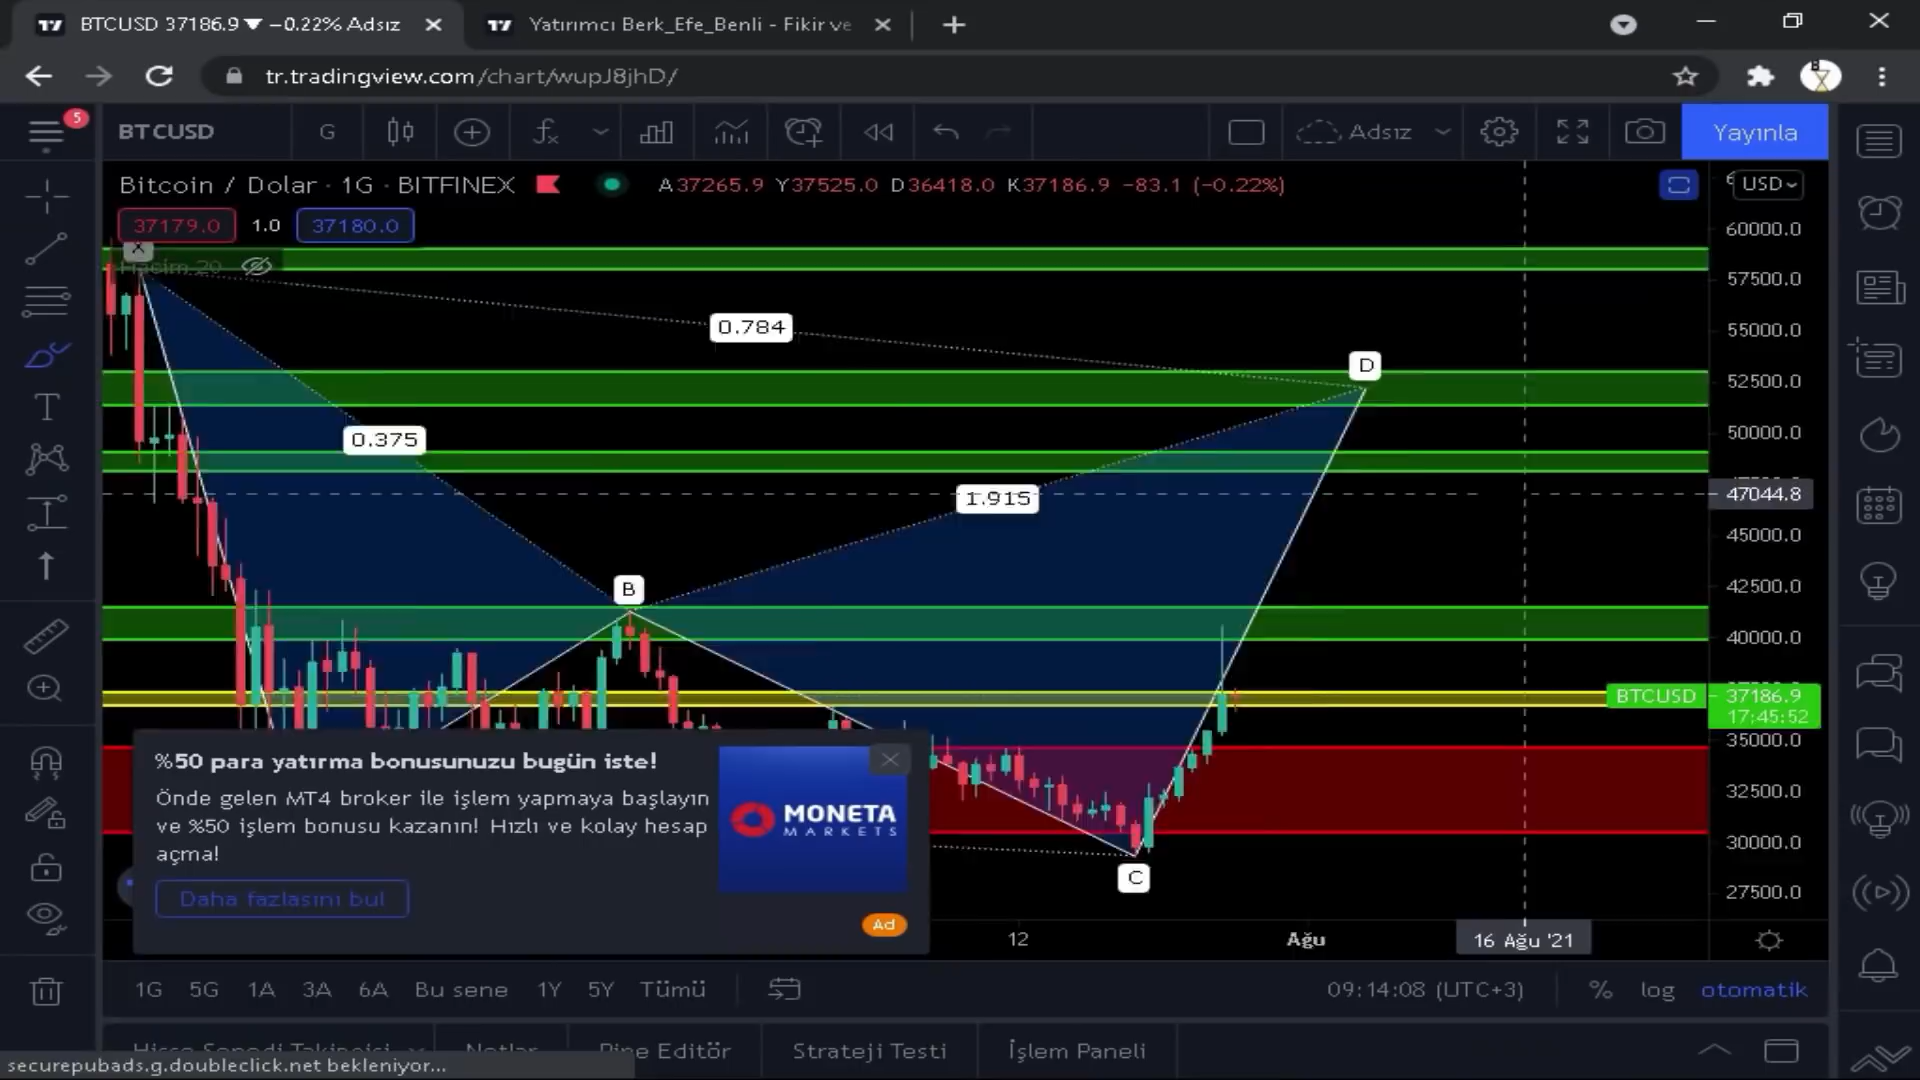 BTCUSD 37186.9 ▼ −0.22% Adsız
Yatırımcı Berk_Efe_Benli - Fikir ve
tr.tradingview.com/chart/wupJ8jhD/
5
BTCUSD
G
Adsız
Yayınla
Bitcoin / Dolar · 1G · BITFINEX
A37265.9 Y37525.0 D36418.0 K37186.9 −83.1 (−0.22%)
USD
37179.0 1.0 37180.0
60000.0
X
Hacim 20
57500.0
0.784
55000.0
D
52500.0
0.375
50000.0
1.915
47044.8
45000.0
B
42500.0
40000.0
BTCUSD
37186.9
17:45:52
35000.0
%50 para yatırma bonusunuzu bugün iste!
Önde gelen MT4 broker ile işlem yapmaya başlayın
ve %50 işlem bonusu kazanın! Hızlı ve kolay hesap
açma!
MONETA
MARKETS
32500.0
30000.0
C
Daha fazlasını bul
Ad
27500.0
12
Ağu
16 Ağu '21
1G 5G 1A 3A 6A Bu sene 1Y 5Y Tümü
09:14:08 (UTC+3)
% log otomatik
Hisse Senedi Takipçisi
Notlar
Pine Editör
Strateji Testi
İşlem Paneli
securepubads.g.doubleclick.net bekleniyor...